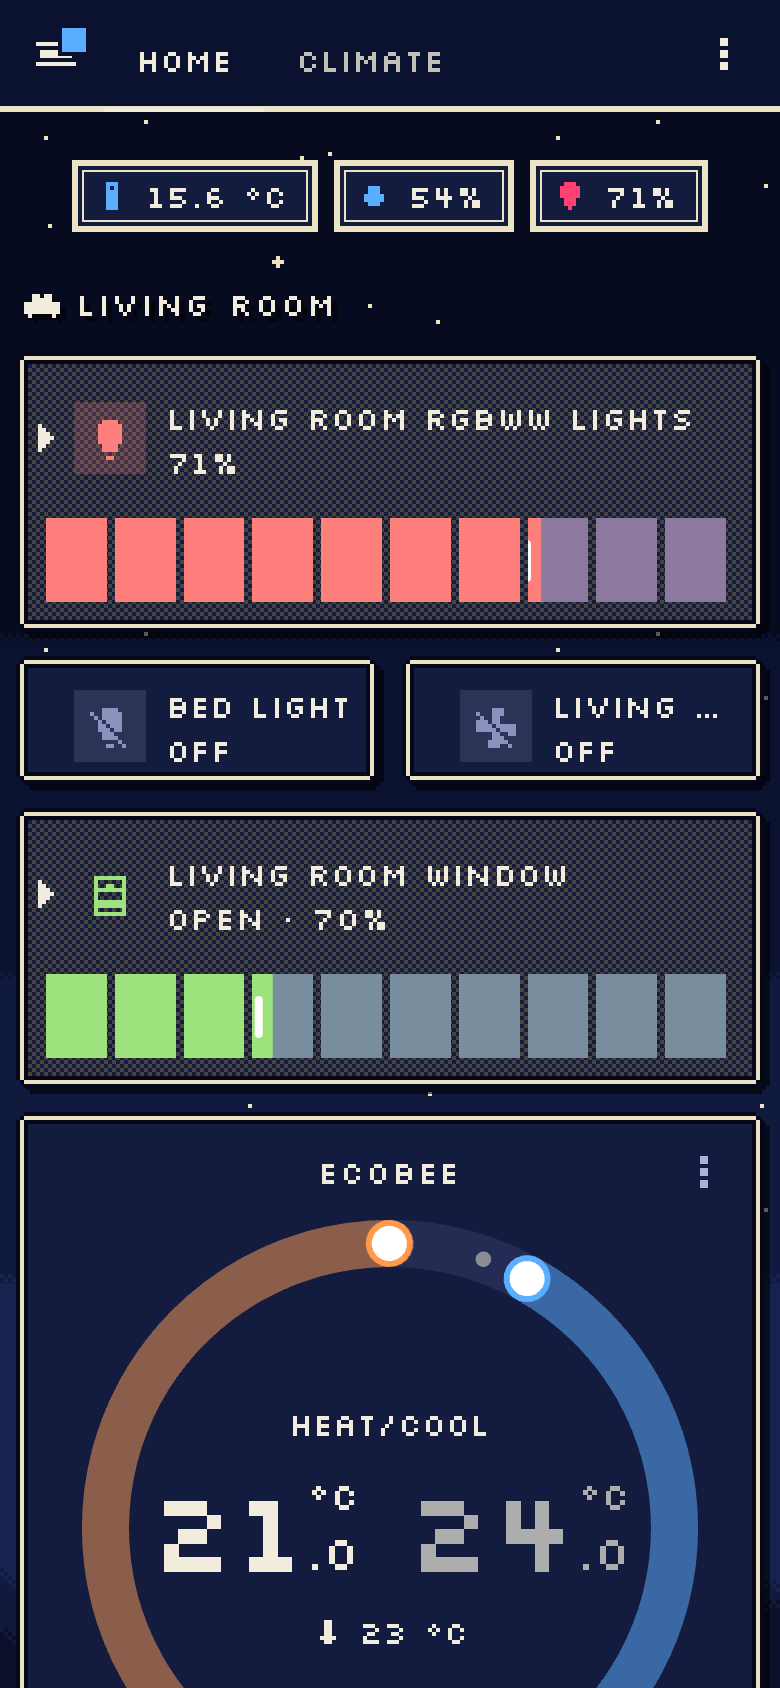 HOME CLIMATE
15.6 °C 54% 71%
LIVING ROOM
LIVING ROOM RGBWW LIGHTS
71%
BED LIGHT
OFF
LIVING ...
OFF
LIVING ROOM WINDOW
OPEN · 70%
ECOBEE
HEAT/COOL
21.0 °C 24.0 °C
23 °C